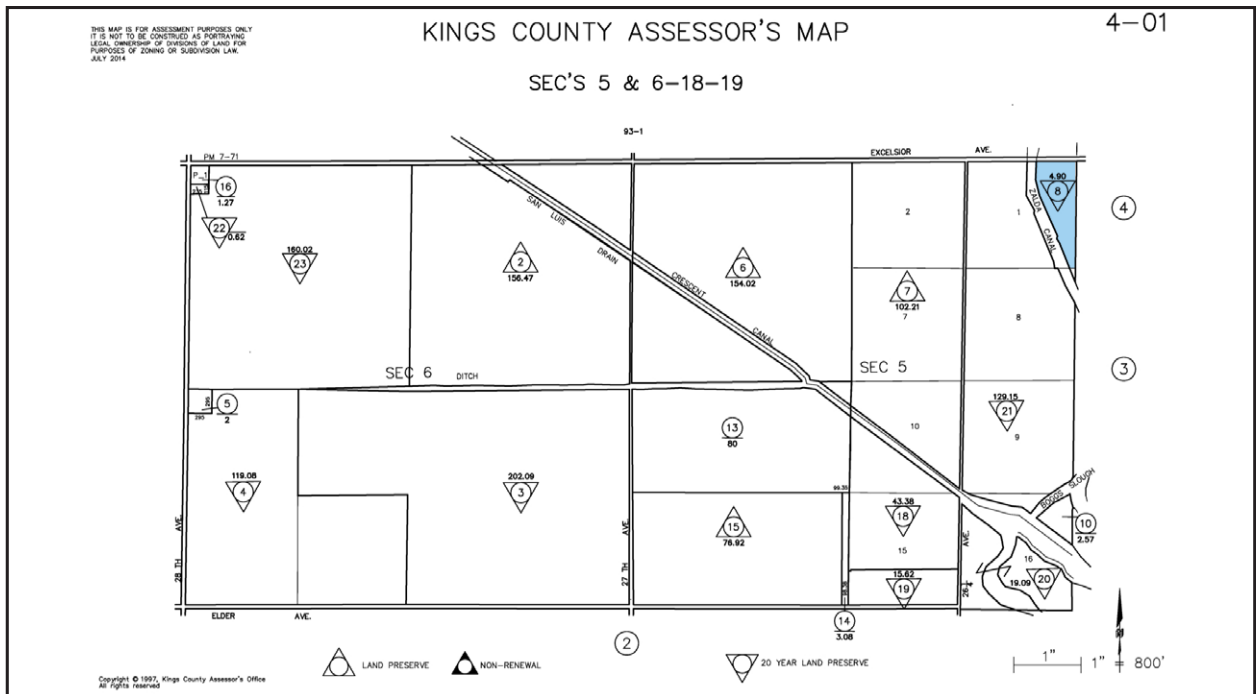 THIS MAP IS FOR ASSESSMENT PURPOSES ONLY
IT IS NOT TO BE CONSTRUED AS PORTRAYING
LEGAL OWNERSHIP OF DIVISIONS OF LAND FOR
PURPOSES OF ZONING OR SUBDIVISION LAW.
JULY 2014
KINGS COUNTY ASSESSOR'S MAP
4-01
SEC'S 5 & 6-18-19
93-1
PM 7-71
EXCELSIOR AVE.
P-1
16
1.27
22
0.62
160.02
23
SAN LUIS DRAIN
2
156.47
CRESCENT CANAL
6
154.02
2
7
102.21
7
1
ZALDA CANAL
4.90
8
4
8
SEC 6
DITCH
SEC 5
3
295
295
5
2
13
80
10
129.15
21
9
119.08
4
202.09
3
15
76.92
43.38
18
15
15.62
19
BOGGS SLOUGH
10
2.57
16
19.09
20
28 TH AVE.
27 TH AVE.
26-1/4 AVE.
ELDER AVE.
14
3.08
2
LAND PRESERVE
NON-RENEWAL
20 YEAR LAND PRESERVE
1"
1" = 800'
Copyright © 1997, Kings County Assessor's Office
All rights reserved